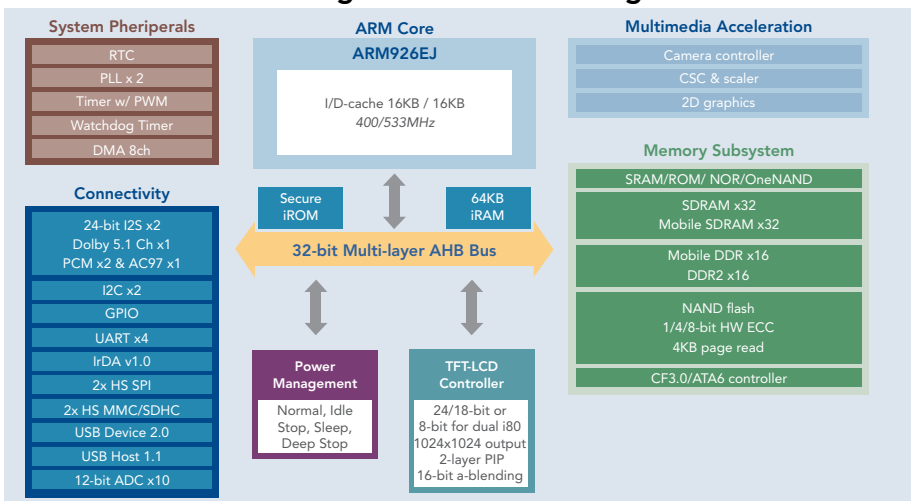 System Pheriperals
RTC
PLL x 2
Timer w/ PWM
Watchdog Timer
DMA 8ch
ARM Core
ARM926EJ
I/D-cache 16KB / 16KB
400/533MHz
Multimedia Acceleration
Camera controller
CSC & scaler
2D graphics
Connectivity
24-bit I2S x2
Dolby 5.1 Ch x1
PCM x2 & AC97 x1
I2C x2
GPIO
UART x4
IrDA v1.0
2x HS SPI
2x HS MMC/SDHC
USB Device 2.0
USB Host 1.1
12-bit ADC x10
Secure
iROM
64KB
iRAM
32-bit Multi-layer AHB Bus
Power
Management
Normal, Idle
Stop, Sleep,
Deep Stop
TFT-LCD
Controller
24/18-bit or
8-bit for dual i80
1024x1024 output
2-layer PIP
16-bit a-blending
Memory Subsystem
SRAM/ROM/ NOR/OneNAND
SDRAM x32
Mobile SDRAM x32
Mobile DDR x16
DDR2 x16
NAND flash
1/4/8-bit HW ECC
4KB page read
CF3.0/ATA6 controller